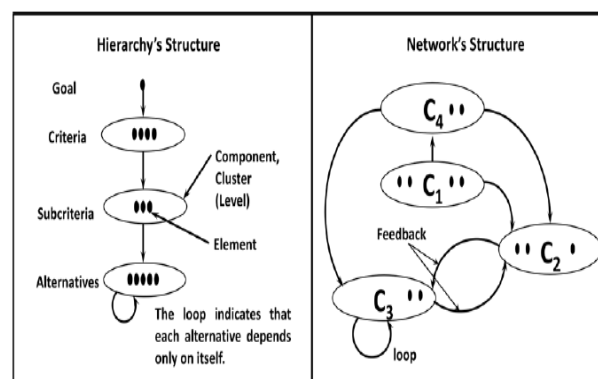 Hierarchy's Structure
Goal
Criteria
Component,
Cluster
(Level)
Subcriteria
Element
Alternatives
The loop indicates that
each alternative depends
only on itself.
Network's Structure
C4
C1
Feedback
C2
C3
loop